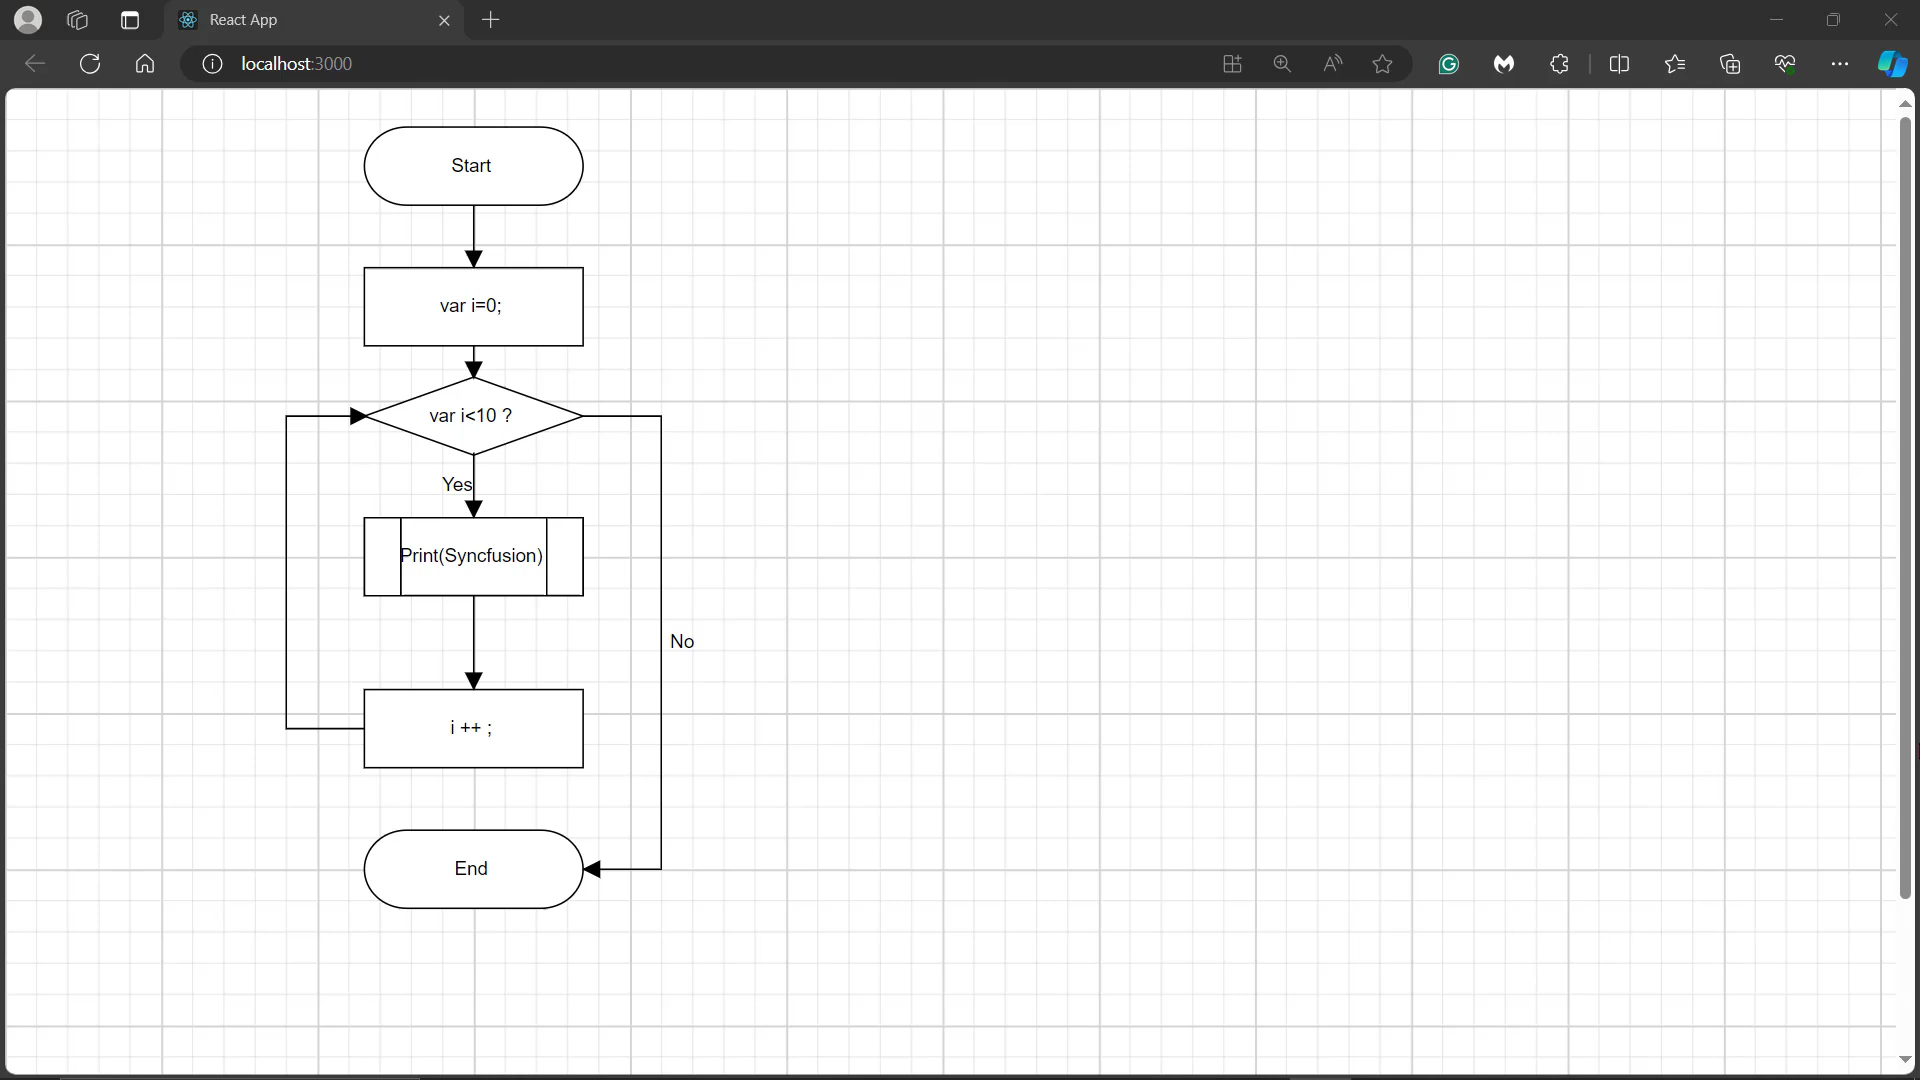 React App
localhost:3000
Start
var i=0;
var i<10 ?
Yes
Print(Syncfusion)
No
i ++ ;
End